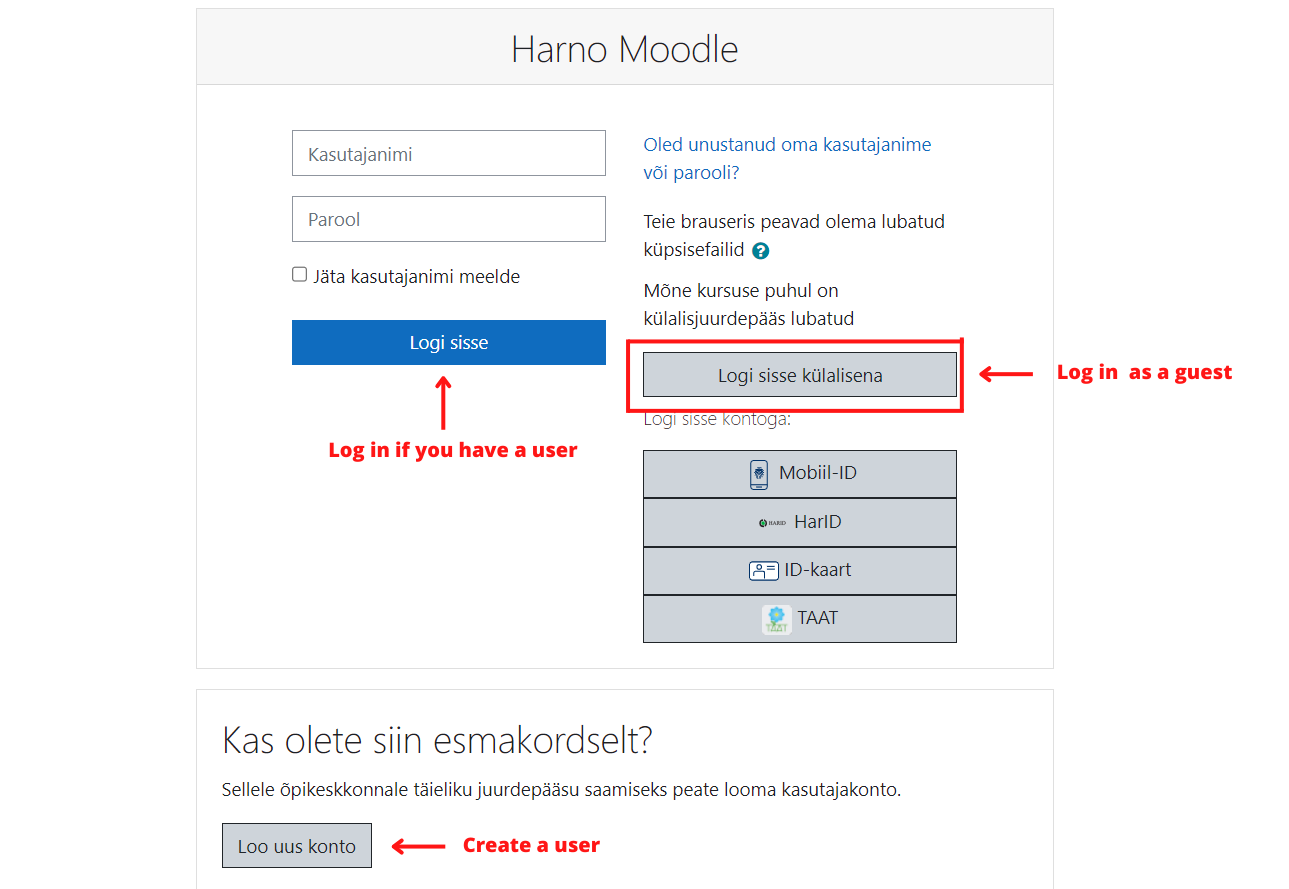 Harno Moodle
Kasutajanimi
Parool
Jäta kasutajanimi meelde
Logi sisse
Log in if you have a user
Oled unustanud oma kasutajanime
või parooli?
Teie brauseris peavad olema lubatud
küpsisefailid ?
Mõne kursuse puhul on
külalisjuurdepääs lubatud
Logi sisse külalisena
Log in as a guest
Logi sisse kontoga:
Mobiil-ID
HARID HarID
ID-kaart
TAAT TAAT
Kas olete siin esmakordselt?
Sellele õpikeskkonnale täieliku juurdepääsu saamiseks peate looma kasutajakonto.
Loo uus konto
Create a user